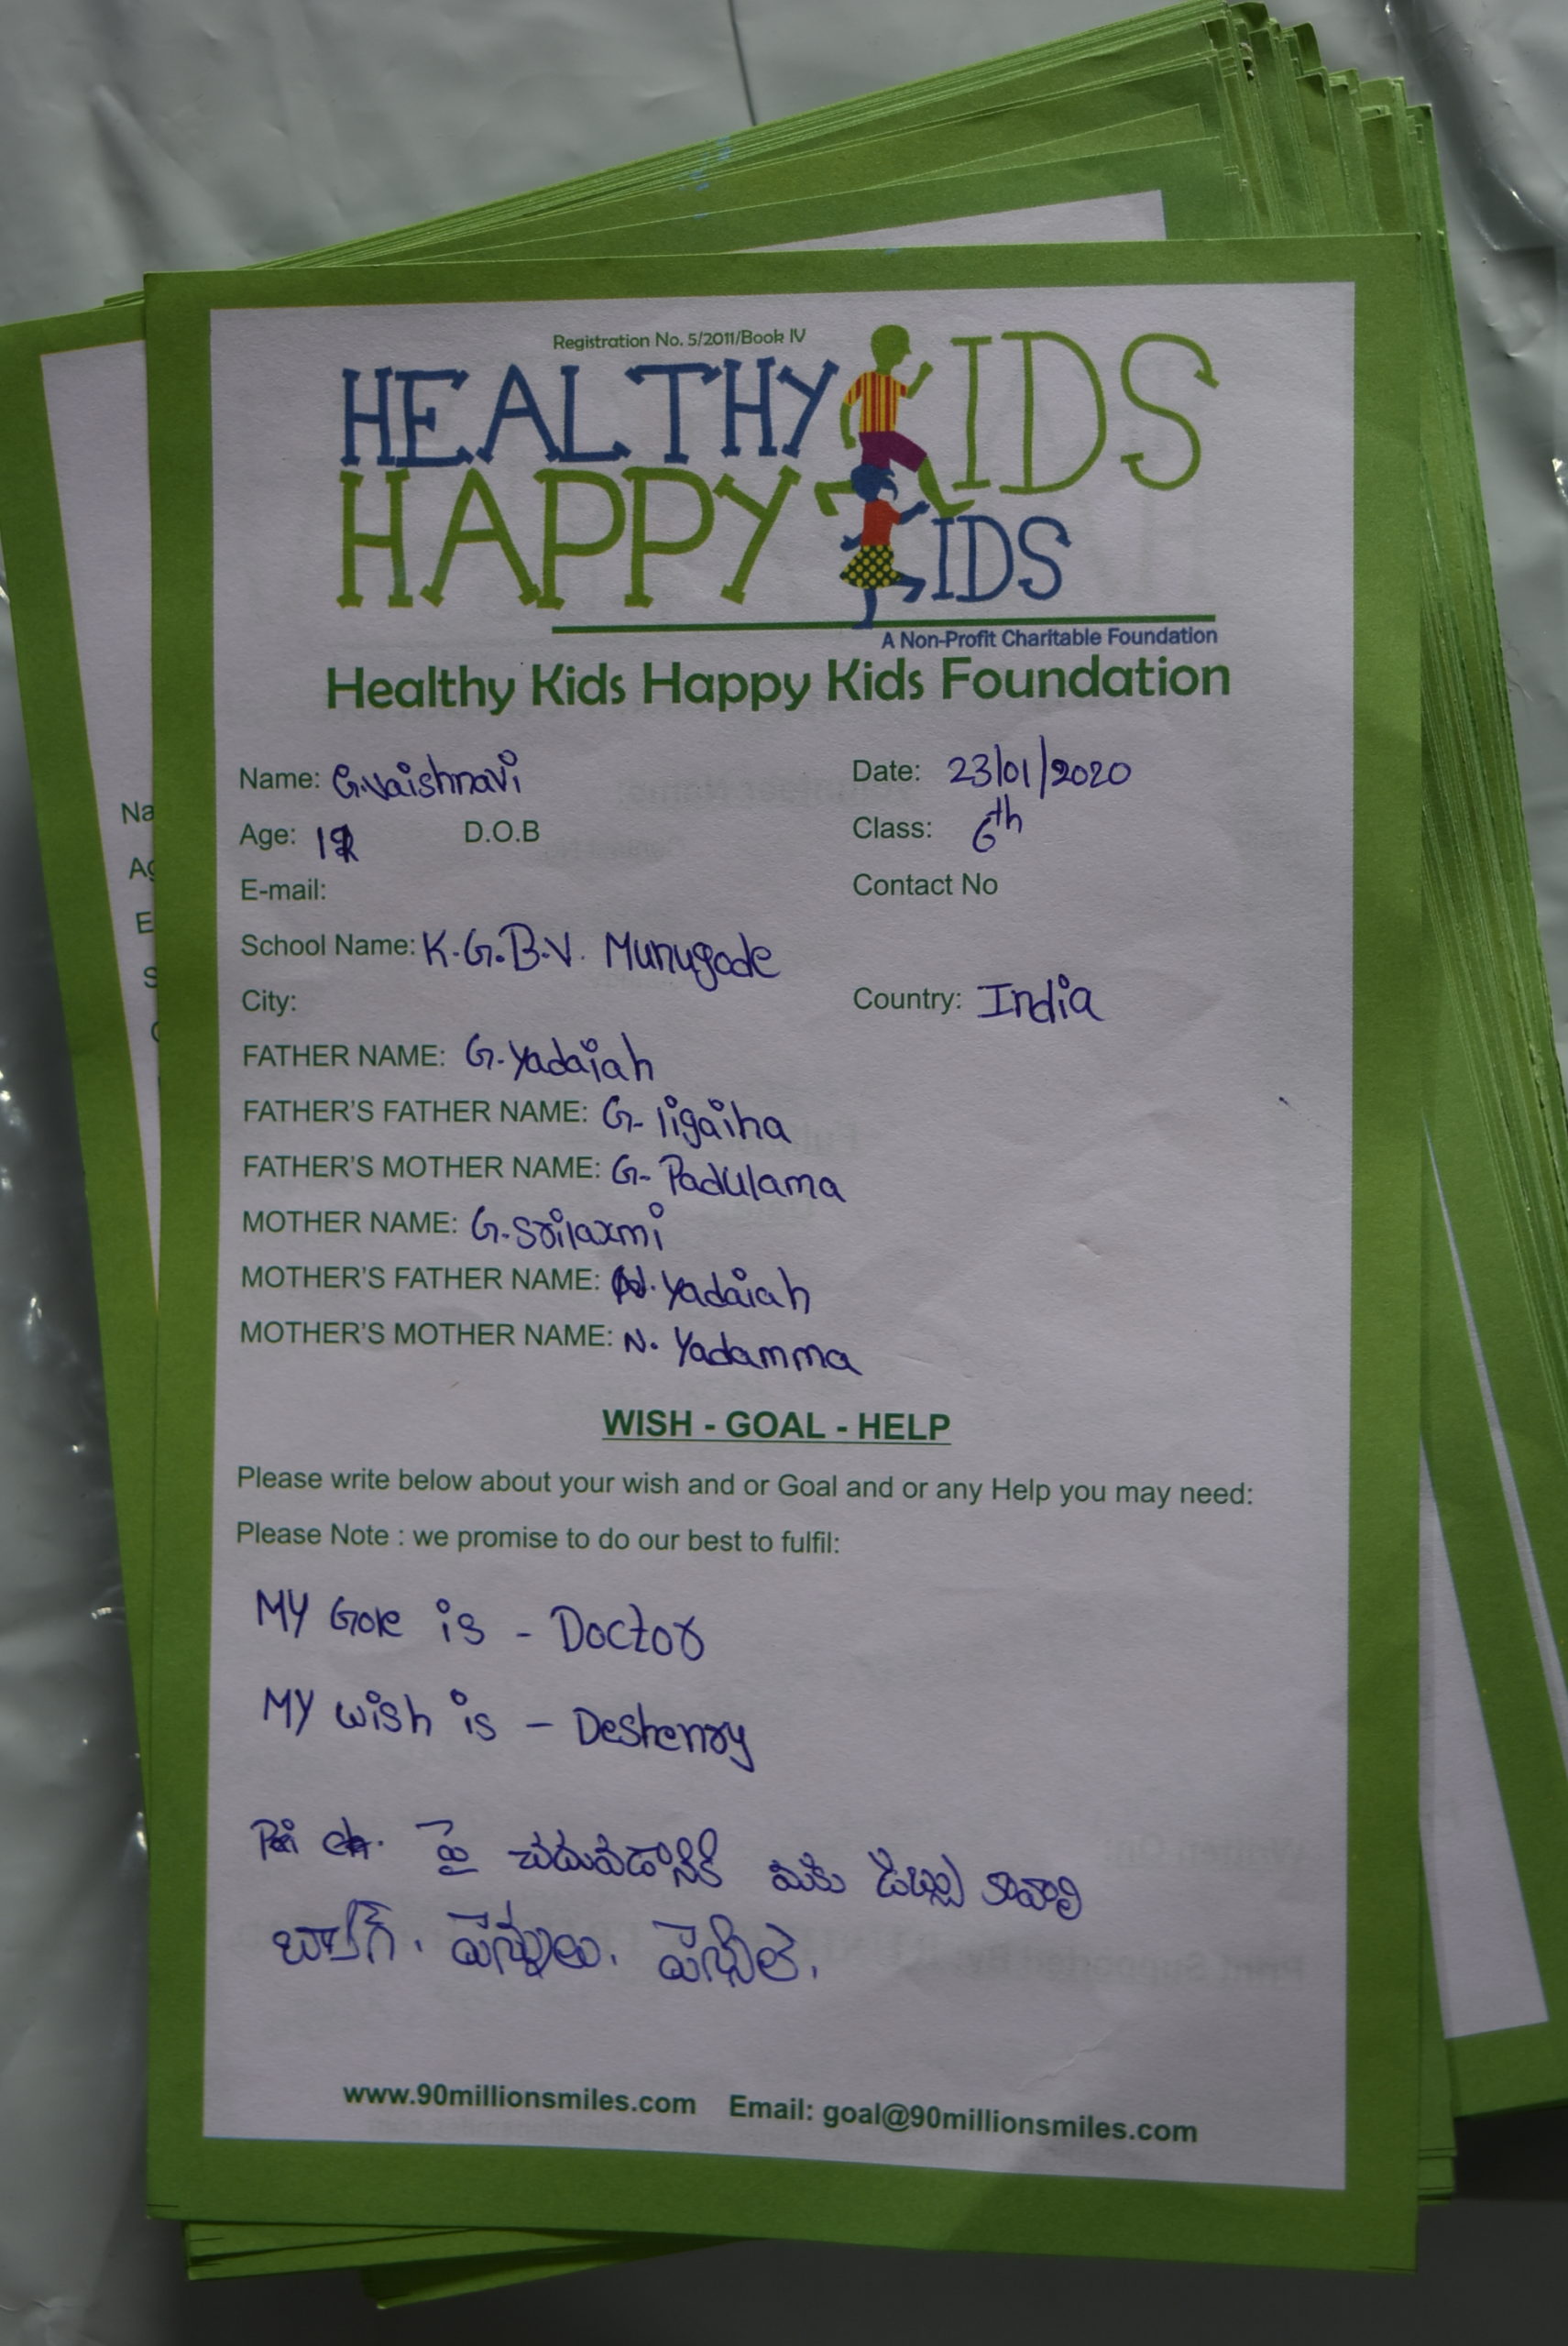 Registration No. 5/2011/Book IV
HEALTHY KIDS
HAPPY KIDS
A Non-Profit Charitable Foundation
Healthy Kids Happy Kids Foundation
Name: G.Vaishnavi Date: 23/01/2020
Age: 12 D.O.B Class: 6th
E-mail: Contact No
School Name: K.G.B.V. Munugode
City: Country: India
FATHER NAME: G.Yadaiah
FATHER'S FATHER NAME: G- ligaiha
FATHER'S MOTHER NAME: G- Padulama
MOTHER NAME: G.Srilaxmi
MOTHER'S FATHER NAME: N.Yadaiah
MOTHER'S MOTHER NAME: N. Yadamma
WISH - GOAL - HELP
Please write below about your wish and or Goal and or any Help you may need:
Please Note : we promise to do our best to fulfil:
MY Gole is - Doctor
MY wish is - Deshenry
పై చదువడానికి మకు డబ్బు కావాలి
బ్యాగ్. పెన్నులు. పెన్సిల్.
www.90millionsmiles.com Email: goal@90millionsmiles.com
Na
Ag
E
S
C